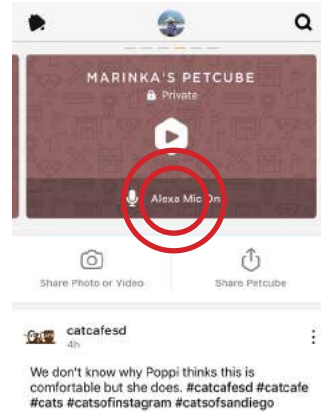 MARINKA'S PETCUBE
Private
Alexa Mic On
Share Photo or Video
Share Petcube
catcafesd
4h
We don't know why Poppi thinks this is
comfortable but she does. #catcafesd #catcafe
#cats #catsofinstagram #catsofsandiego